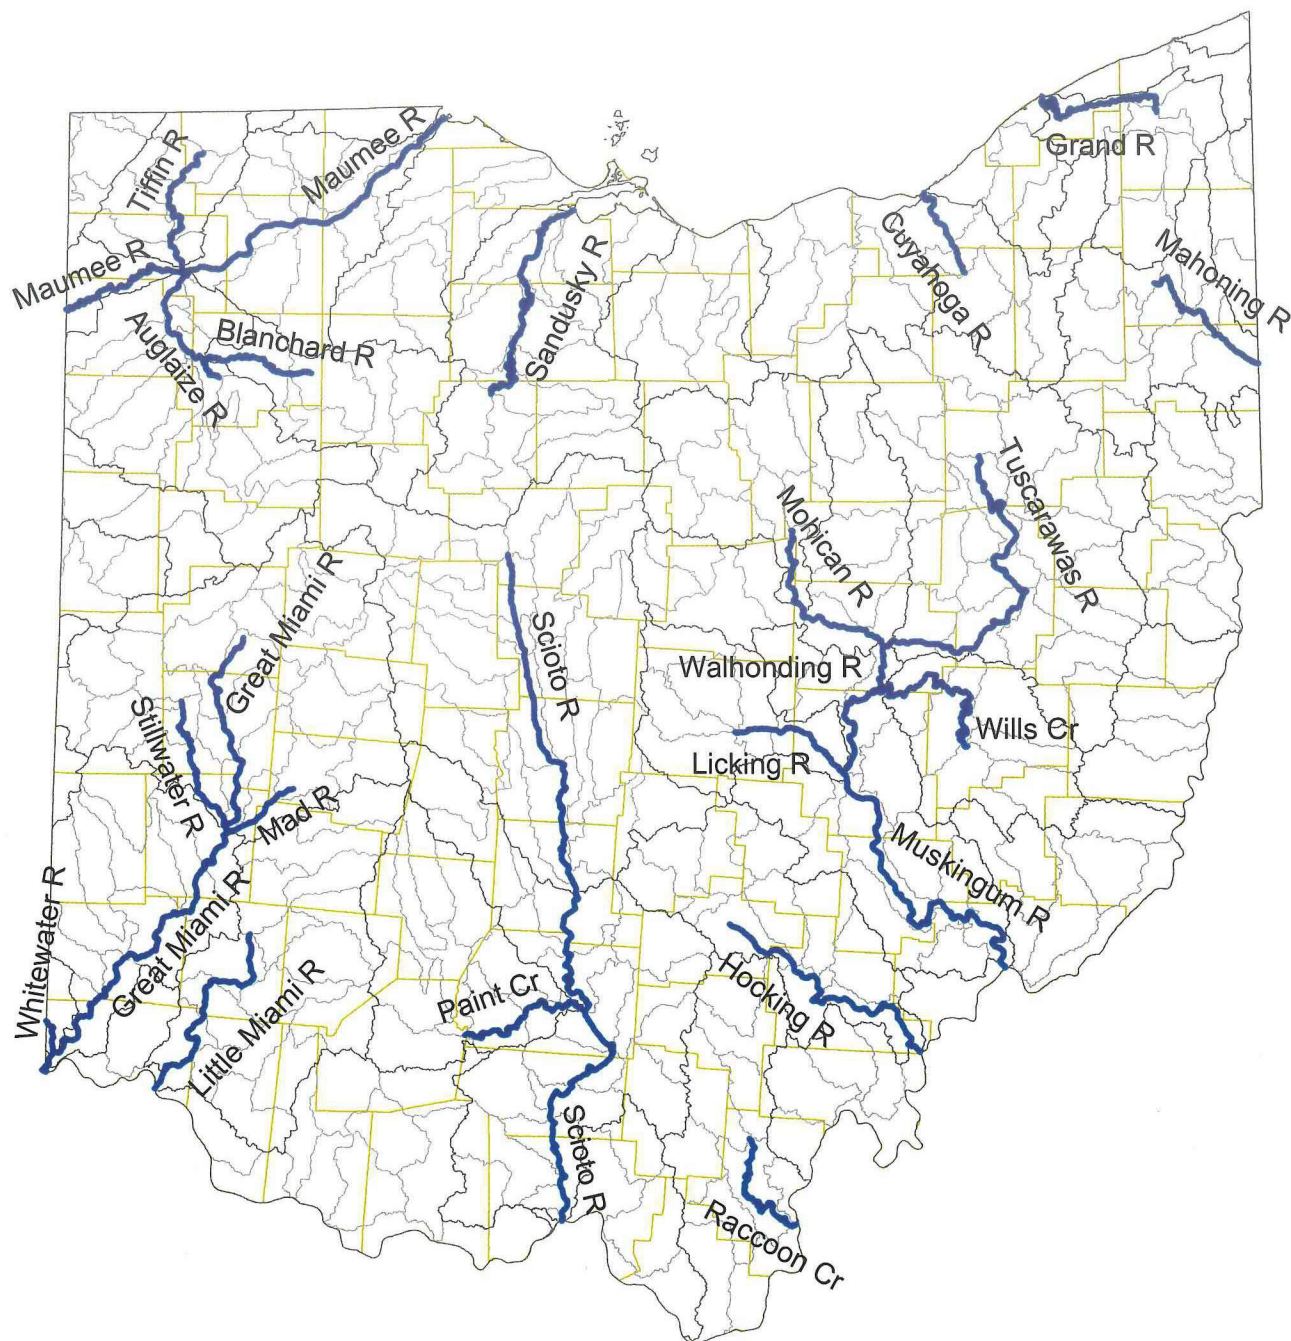 Maumee R
Grand R
Tiffin R
Maumee R
Cuyahoga R
Mahoning R
Sandusky R
Blanchard R
Auglaize R
Tuscarawas R
Mohican R
Great Miami R
Scioto R
Walhonding R
Stillwater R
Wills Cr
Licking R
Mad R
Muskingum R
Whitewater R
Great Miami R
Little Miami R
Paint Cr
Hocking R
Scioto R
Raccoon Cr